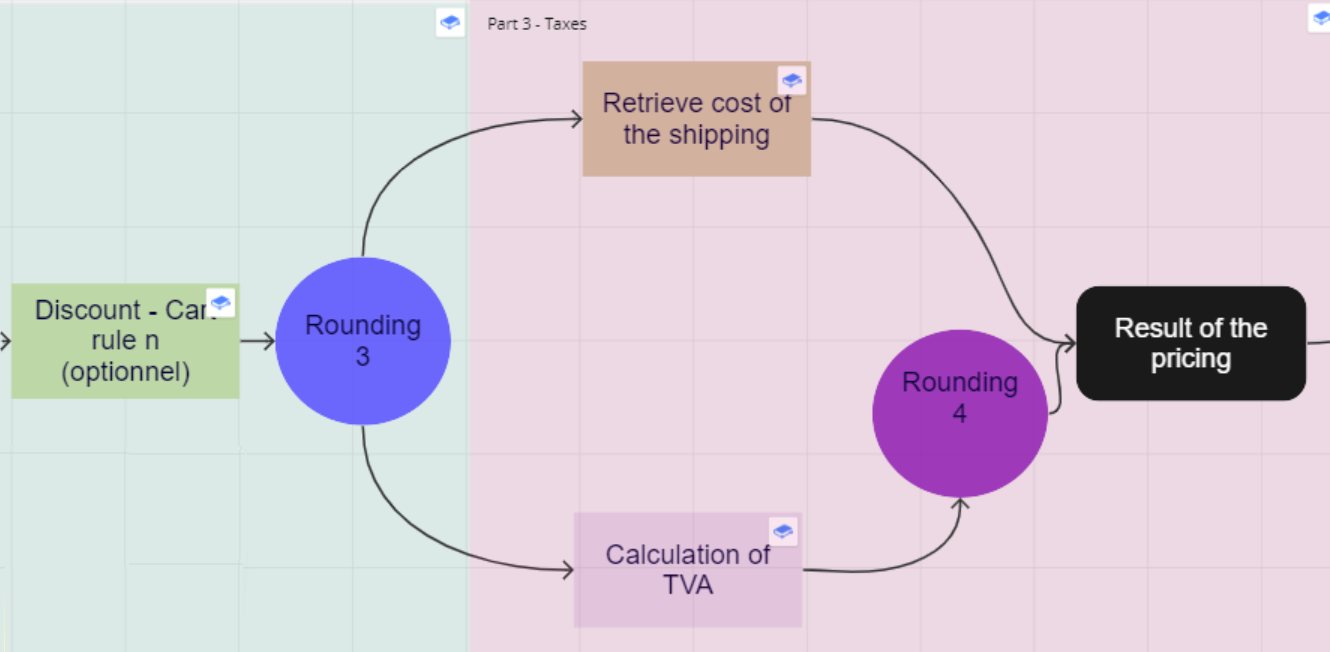 Part 3 - Taxes
Retrieve cost of
the shipping
Discount - Cart
rule n
(optionnel)
Rounding
3
Result of the
pricing
Rounding
4
Calculation of
TVA